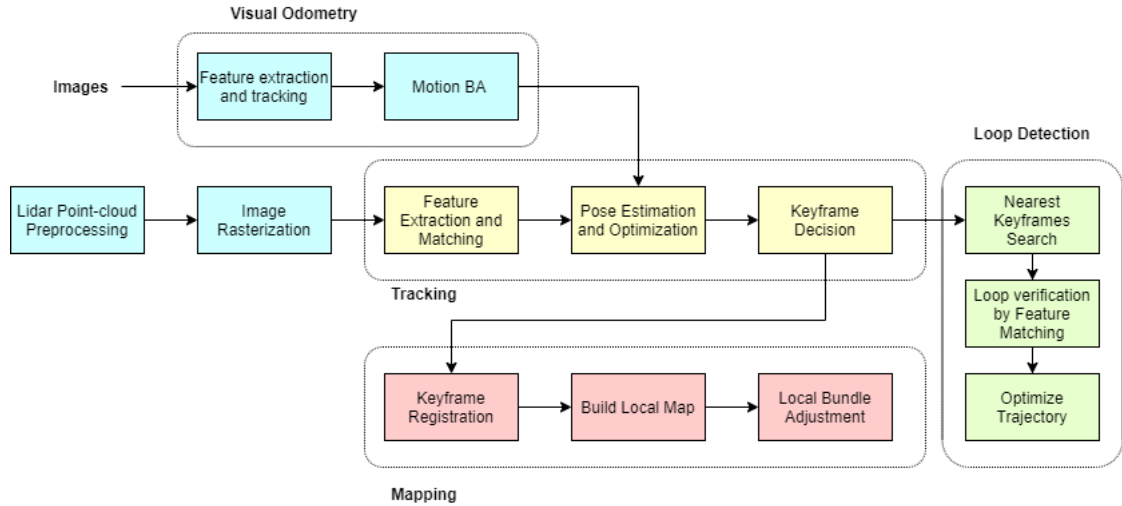 Visual Odometry
Images
Feature extraction
and tracking
Motion BA
Loop Detection
Lidar Point-cloud
Preprocessing
Image
Rasterization
Feature
Extraction and
Matching
Pose Estimation
and Optimization
Keyframe
Decision
Nearest
Keyframes
Search
Tracking
Loop verification
by Feature
Matching
Keyframe
Registration
Build Local Map
Local Bundle
Adjustment
Optimize
Trajectory
Mapping